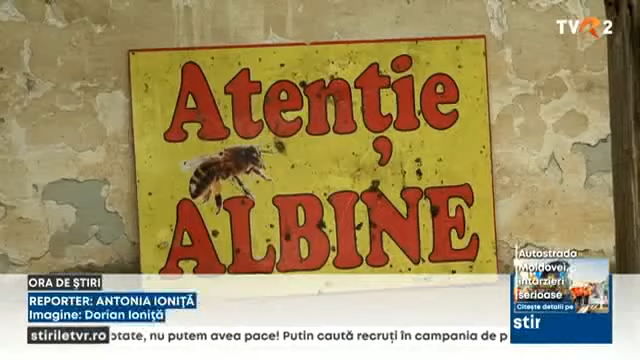 TVR 2
Atenție
ALBINE
ORA DE ȘTIRI
REPORTER: ANTONIA IONIȚĂ
Imagine: Dorian Ioniță
stiriletvr.ro
otate, nu putem avea pace! Putin caută recruți în campania de p
Autostrada
Moldovei,
întârzieri
serioase
Citește detalii pe
știr